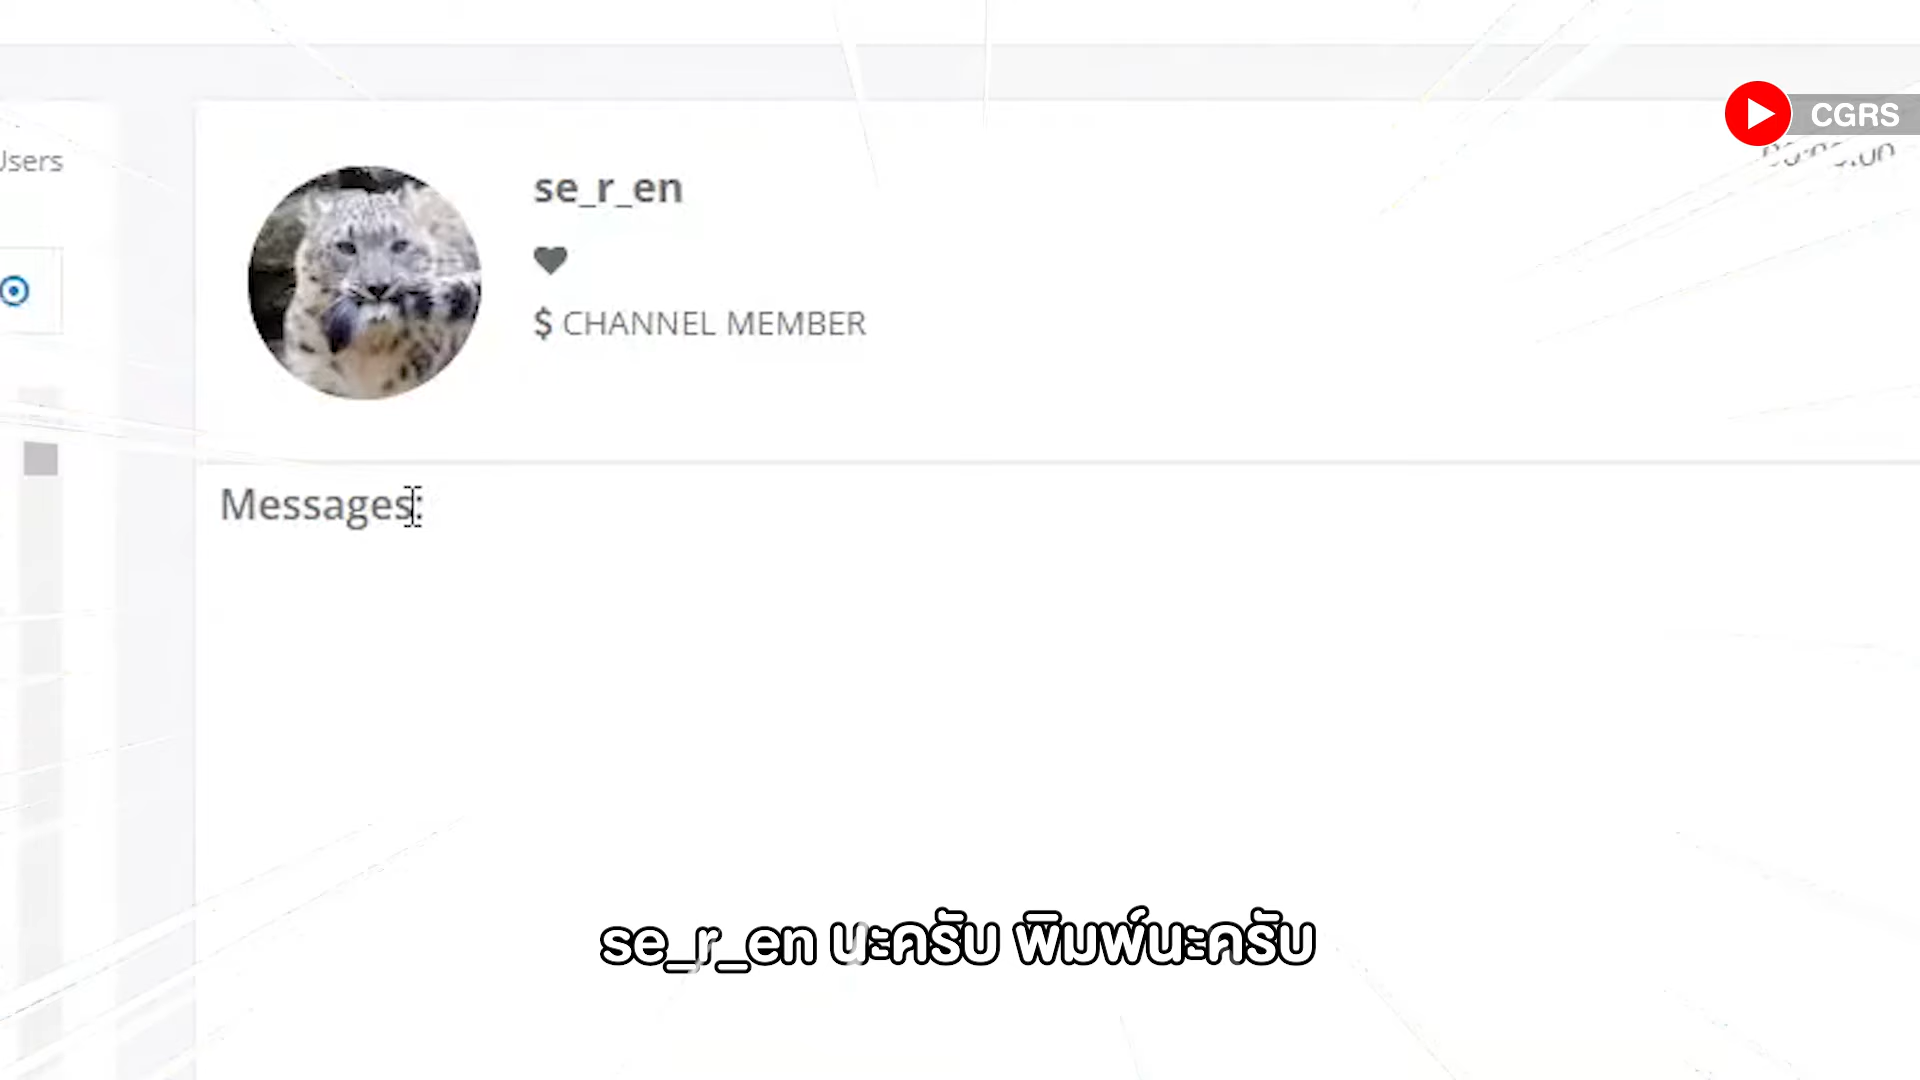 CGRS
Users
se_r_en
$ CHANNEL MEMBER
Messages:
se_r_en นะครับ พิมพ์นะครับ